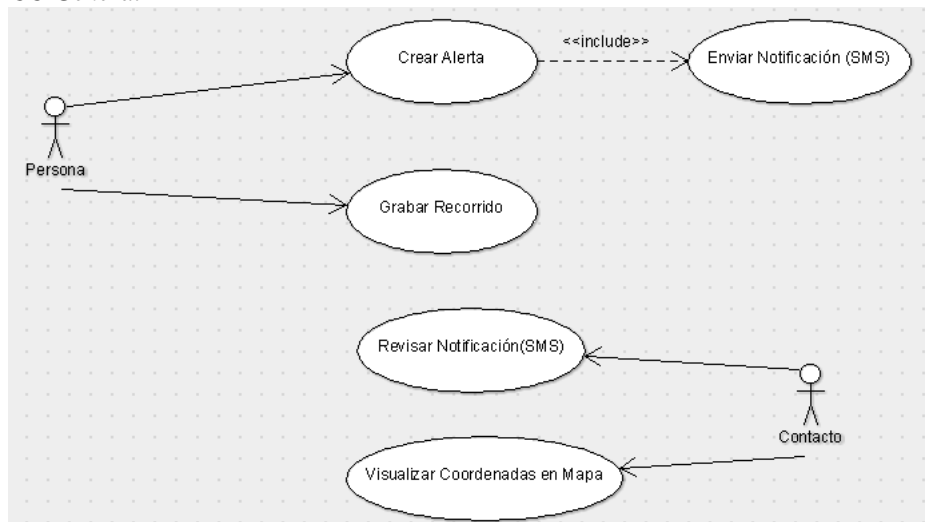 Crear Alerta
<<include>>
Enviar Notificación (SMS)
Persona
Grabar Recorrido
Revisar Notificación(SMS)
Contacto
Visualizar Coordenadas en Mapa